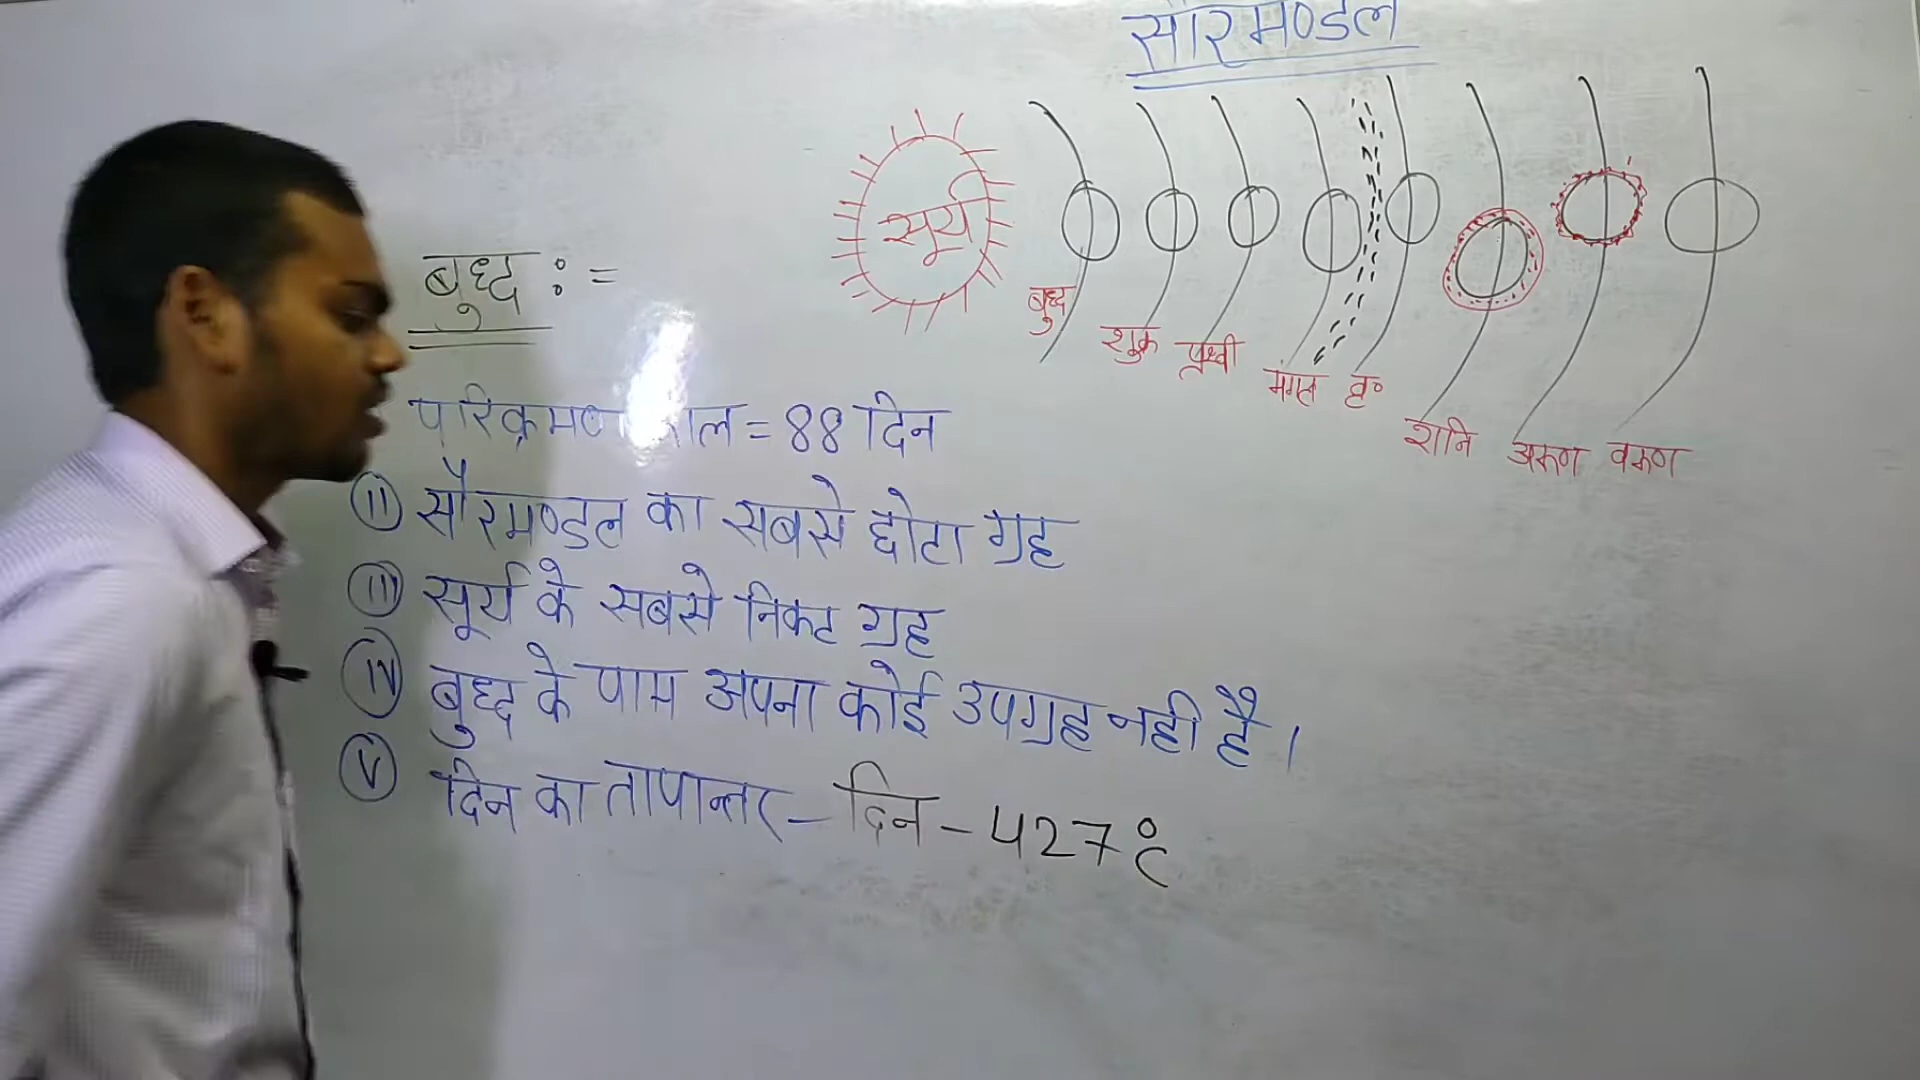 सौरमण्डल
सूर्य
बुद्ध
शुक्र
पृथ्वी
मंगल
वृ०
शनि
अरूण
वरूण
बुद्ध : =
परिक्रमण काल = 88 दिन
(II) सौरमण्डल का सबसे छोटा ग्रह
(III) सूर्य के सबसे निकट ग्रह
(IV) बुद्ध के पास अपना कोई उपग्रह नही है ।
(V) दिन का तापान्तर – दिन – 427°C